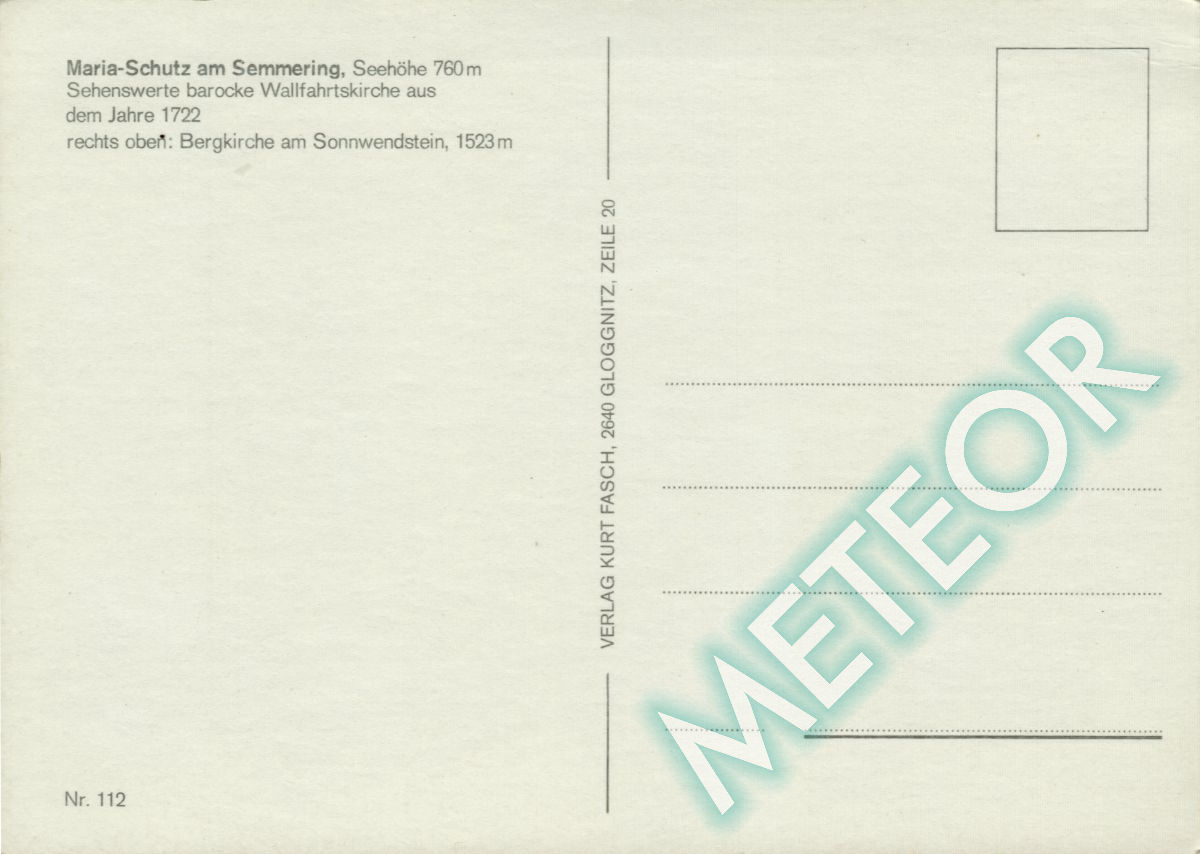 Maria-Schutz am Semmering, Seehöhe 760 m
Sehenswerte barocke Wallfahrtskirche aus
dem Jahre 1722
rechts oben: Bergkirche am Sonnwendstein, 1523 m
VERLAG KURT FASCH, 2640 GLOGGNITZ, ZEILE 20
METEOR
Nr. 112